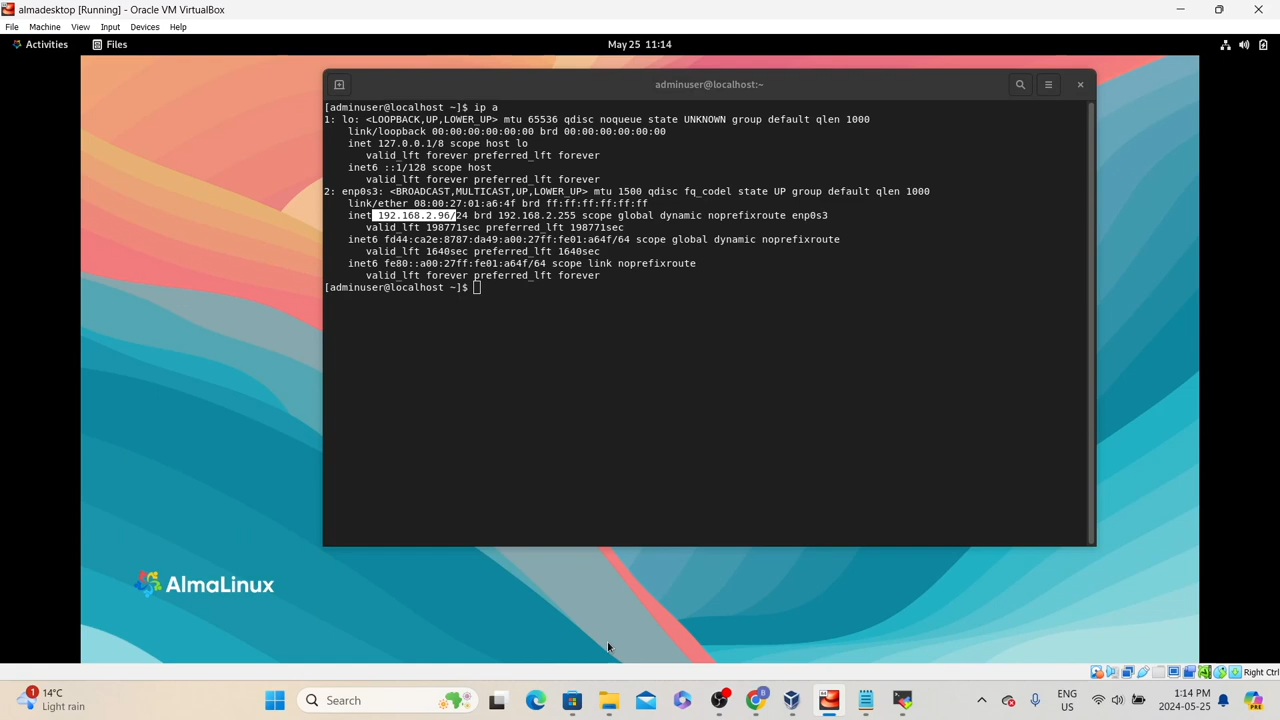 almadesktop [Running] - Oracle VM VirtualBox
File Machine View Input Devices Help
Activities Files May 25 11:14
adminuser@localhost:~
[adminuser@localhost ~]$ ip a
1: lo: <LOOPBACK,UP,LOWER_UP> mtu 65536 qdisc noqueue state UNKNOWN group default qlen 1000
link/loopback 00:00:00:00:00:00 brd 00:00:00:00:00:00
inet 127.0.0.1/8 scope host lo
valid_lft forever preferred_lft forever
inet6 ::1/128 scope host
valid_lft forever preferred_lft forever
2: enp0s3: <BROADCAST,MULTICAST,UP,LOWER_UP> mtu 1500 qdisc fq_codel state UP group default qlen 1000
link/ether 08:00:27:01:a6:4f brd ff:ff:ff:ff:ff:ff
inet 192.168.2.96/24 brd 192.168.2.255 scope global dynamic noprefixroute enp0s3
valid_lft 198771sec preferred_lft 198771sec
inet6 fd44:ca2e:8787:da49:a00:27ff:fe01:a64f/64 scope global dynamic noprefixroute
valid_lft 1640sec preferred_lft 1640sec
inet6 fe80::a00:27ff:fe01:a64f/64 scope link noprefixroute
valid_lft forever preferred_lft forever
[adminuser@localhost ~]$
AlmaLinux
Right Ctrl
1 14°C
Light rain
Search
ENG
US
1:14 PM
2024-05-25